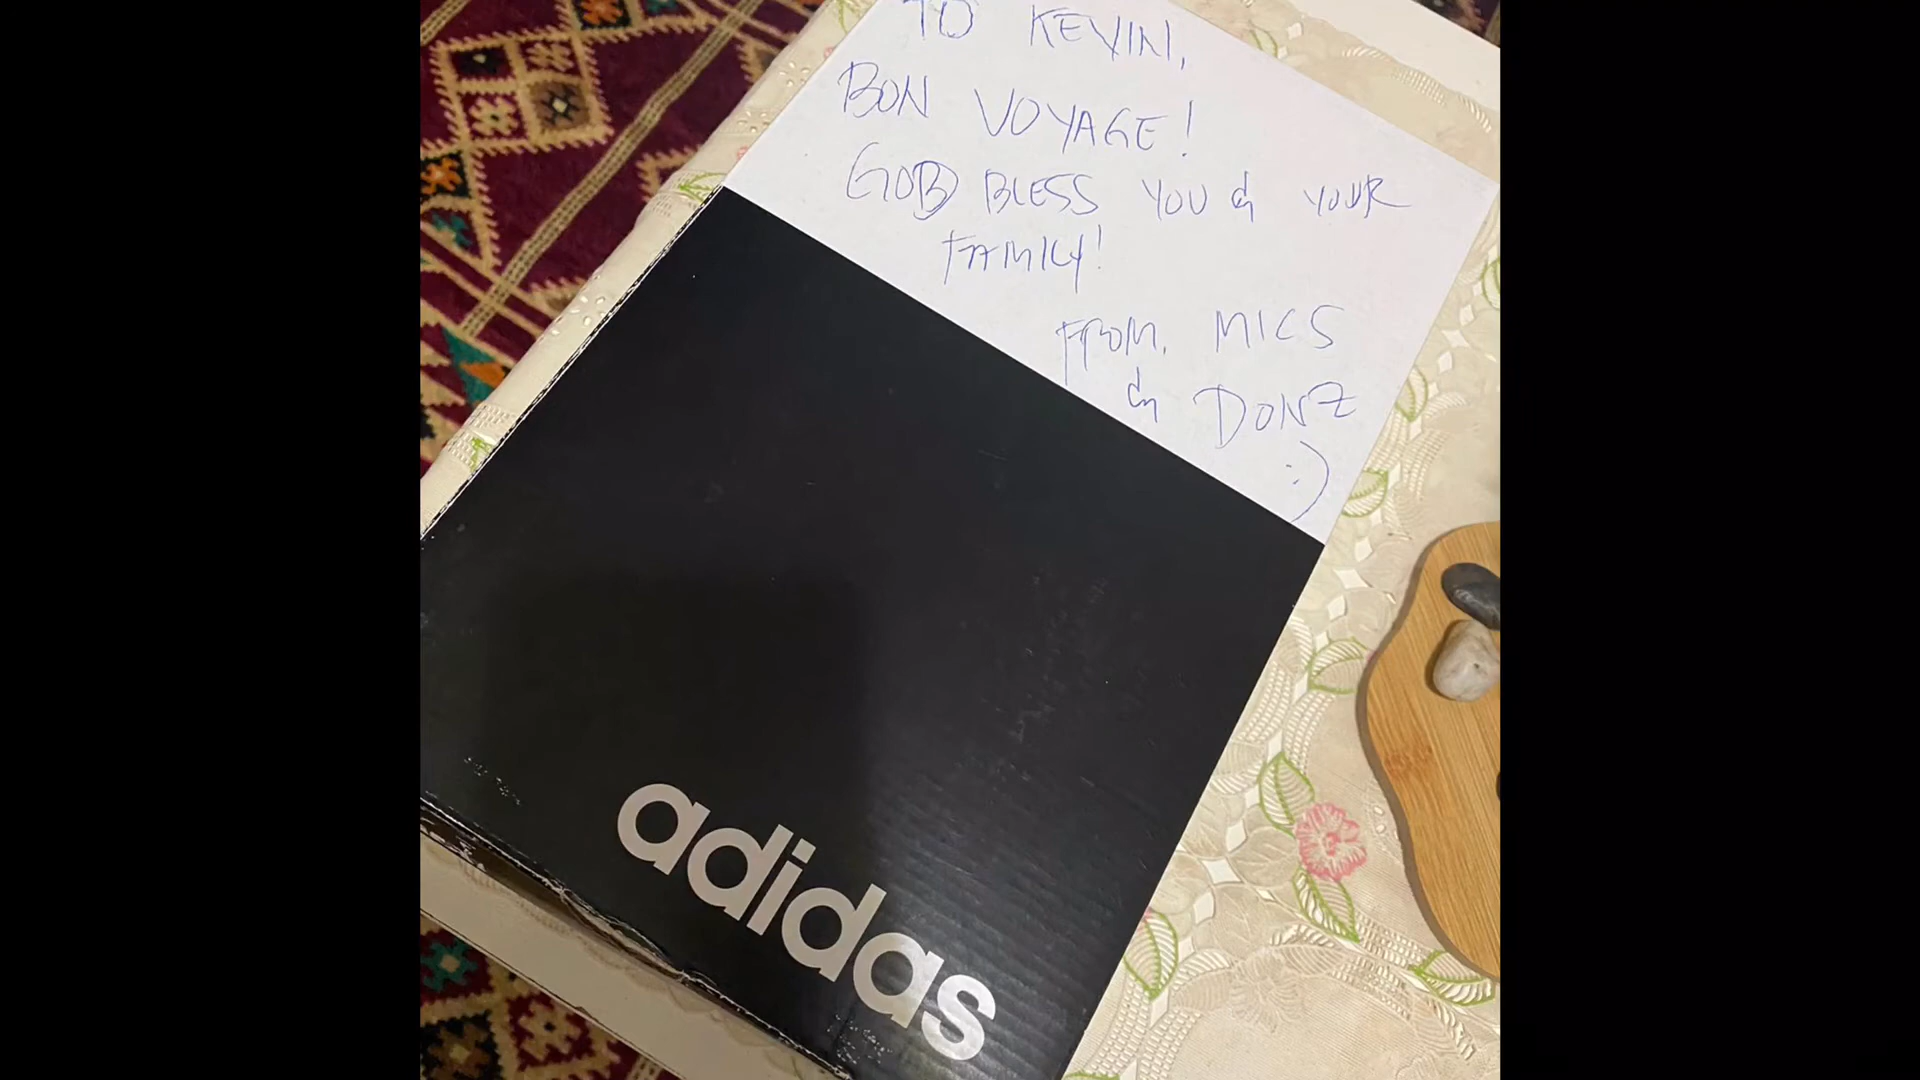 TO KEVIN,
BON VOYAGE!
GOD BLESS YOU & YOUR
FAMILY!
FROM, MICS
& DONZ
:)
adidas